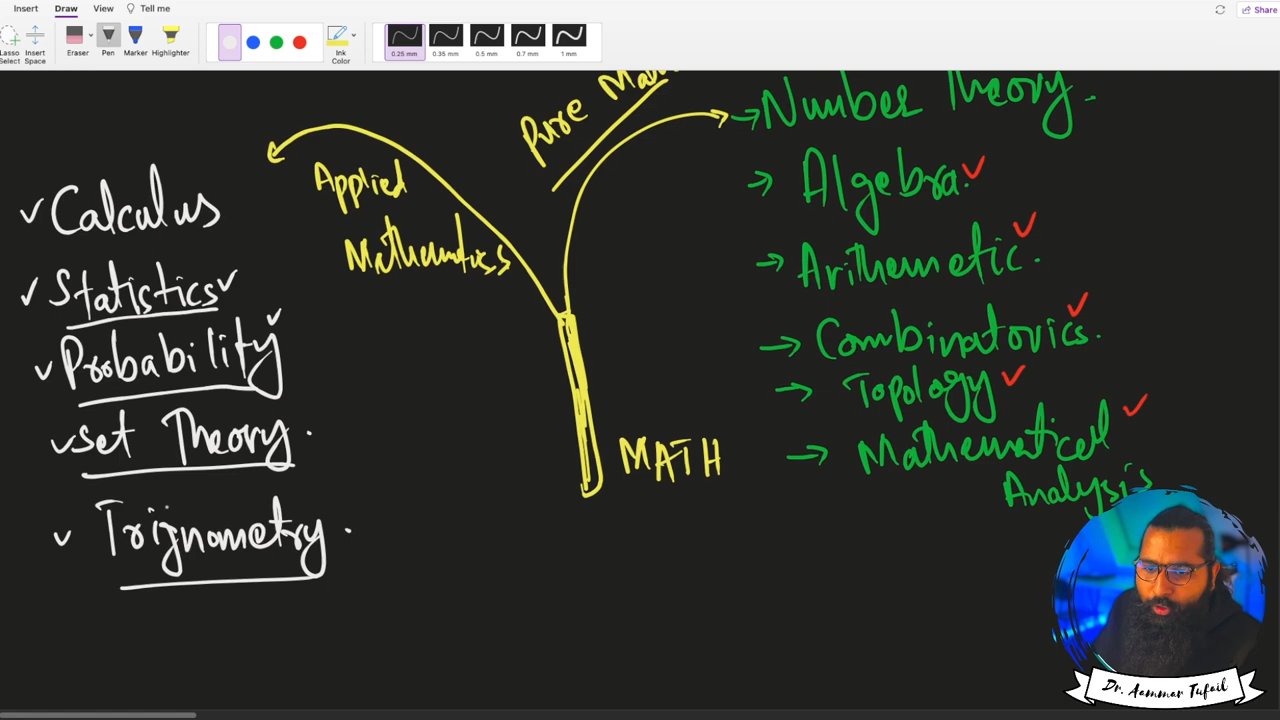 Insert Draw View Tell me
Share
Lasso Select
Insert Space
Eraser
Pen
Marker
Highlighter
Ink Color
0.25 mm
0.35 mm
0.5 mm
0.7 mm
1 mm
Pure
Applied
Mathematics
MATH
✓ Calculus
✓ Statistics ✓
✓ Probability ✓
✓ Set Theory.
✓ Trignometry.
→ Number Theory.
→ Algebra. ✓
→ Arithemetic. ✓
→ Combinatorics. ✓
→ Topology ✓
→ Mathematical ✓
Analysis
Dr. Aammar Tufail